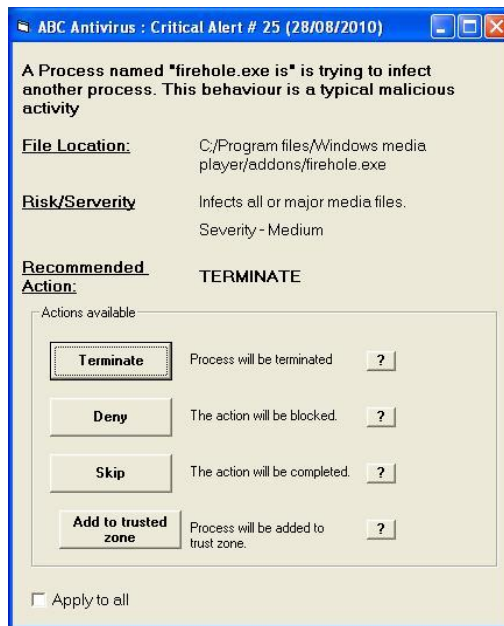 ABC Antivirus : Critical Alert # 25 (28/08/2010)
A Process named "firehole.exe is" is trying to infect
another process. This behaviour is a typical malicious
activity
File Location:
C:/Program files/Windows media
player/addons/firehole.exe
Risk/Serverity
Infects all or major media files.
Severity - Medium
Recommended
Action:
TERMINATE
Actions available
Terminate
Process will be terminated
?
Deny
The action will be blocked.
?
Skip
The action will be completed.
?
Add to trusted
zone
Process will be added to
trust zone.
?
Apply to all